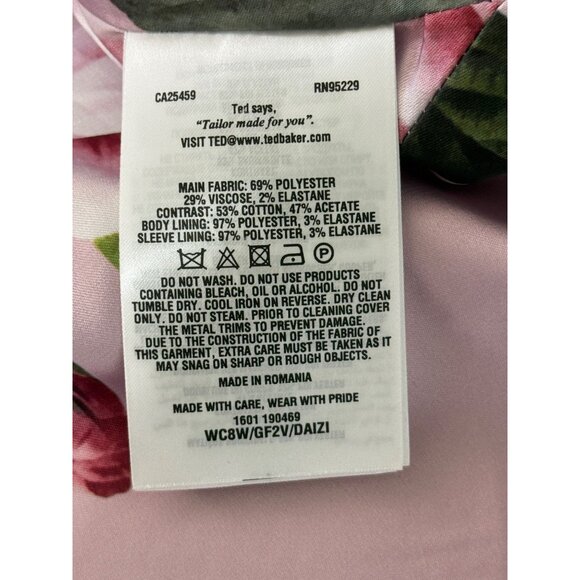 CA25459 RN95229
Ted says,
"Tailor made for you".
VISIT TED@www.tedbaker.com
MAIN FABRIC: 69% POLYESTER
29% VISCOSE, 2% ELASTANE
CONTRAST: 53% COTTON, 47% ACETATE
BODY LINING: 97% POLYESTER, 3% ELASTANE
SLEEVE LINING: 97% POLYESTER, 3% ELASTANE
P
DO NOT WASH. DO NOT USE PRODUCTS
CONTAINING BLEACH, OIL OR ALCOHOL. DO NOT
TUMBLE DRY. COOL IRON ON REVERSE. DRY CLEAN
ONLY. DO NOT STEAM. PRIOR TO CLEANING COVER
THE METAL TRIMS TO PREVENT DAMAGE.
DUE TO THE CONSTRUCTION OF THE FABRIC OF
THIS GARMENT, EXTRA CARE MUST BE TAKEN AS IT
MAY SNAG ON SHARP OR ROUGH OBJECTS.
MADE IN ROMANIA
MADE WITH CARE, WEAR WITH PRIDE
1601 190469
WC8W/GF2V/DAIZI